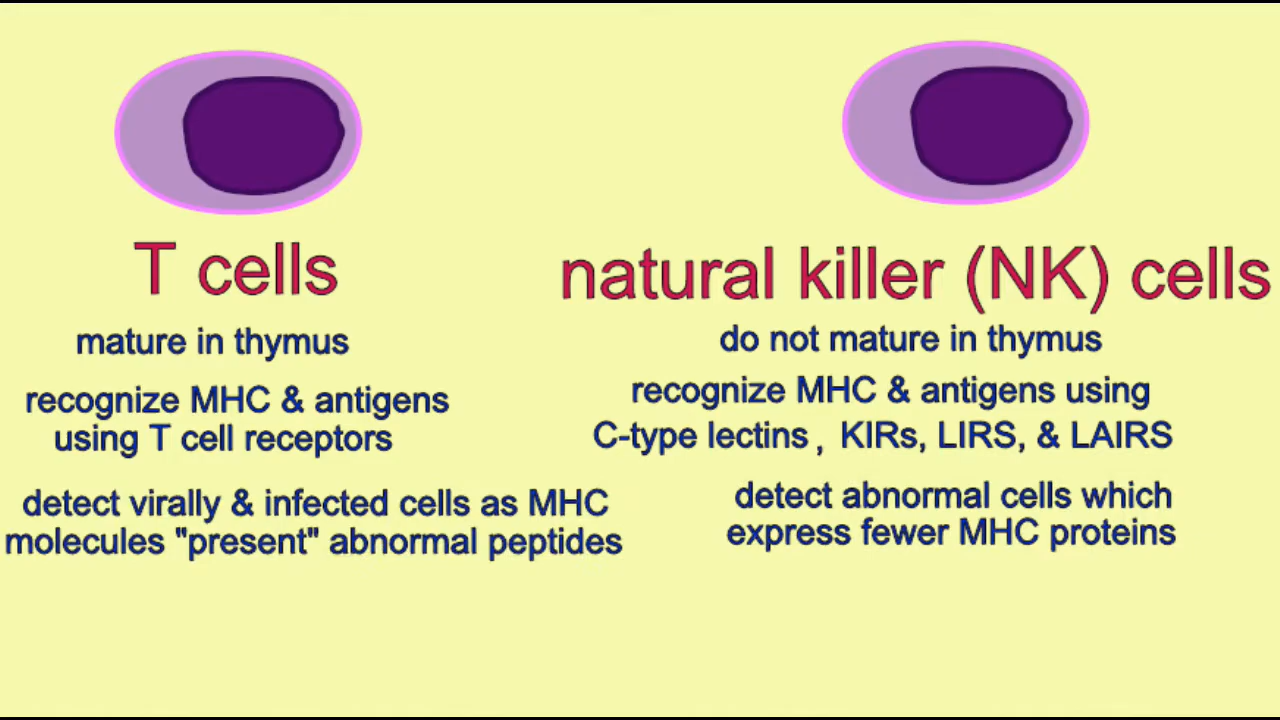 T cells
mature in thymus
recognize MHC & antigens
using T cell receptors
detect virally & infected cells as MHC
molecules "present" abnormal peptides
natural killer (NK) cells
do not mature in thymus
recognize MHC & antigens using
C-type lectins , KIRs, LIRS, & LAIRS
detect abnormal cells which
express fewer MHC proteins